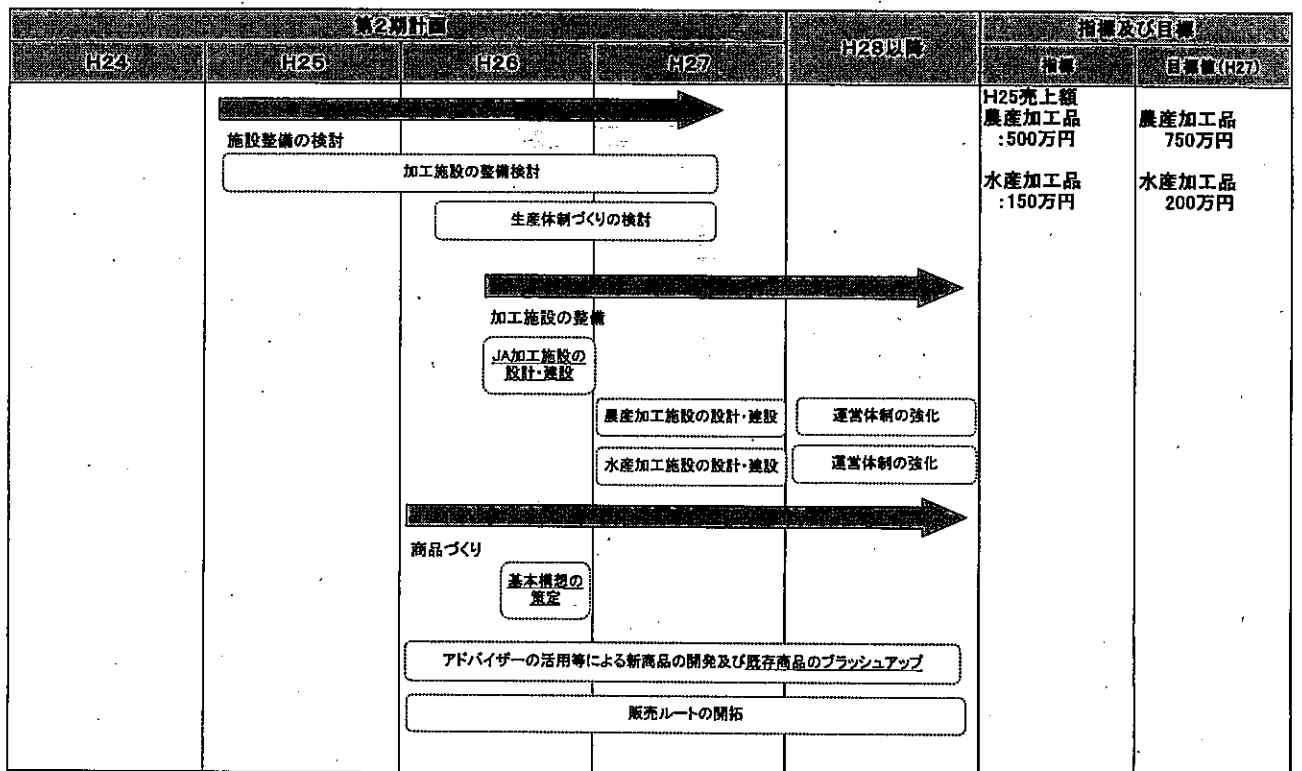 第2期計画
H28以降
指標及び目標
H24
H25
H26
H27
指標
目標値(H27)
H25売上額
農産加工品
:500万円
農産加工品
750万円
水産加工品
:150万円
水産加工品
200万円
施設整備の検討
加工施設の整備検討
生産体制づくりの検討
加工施設の整備
JA加工施設の
設計・建設
農産加工施設の設計・建設
運営体制の強化
水産加工施設の設計・建設
運営体制の強化
商品づくり
基本構想の
策定
アドバイザーの活用等による新商品の開発及び既存商品のブラッシュアップ
販売ルートの開拓